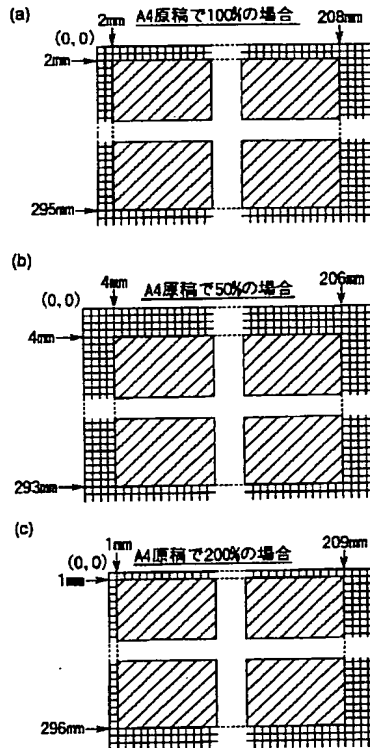 (a)
A4原稿で100%の場合
2mm
208mm
(0, 0)
2mm
295mm
(b)
A4原稿で50%の場合
4mm
206mm
(0, 0)
4mm
293mm
(c)
A4原稿で200%の場合
1mm
209mm
(0, 0)
1mm
296mm